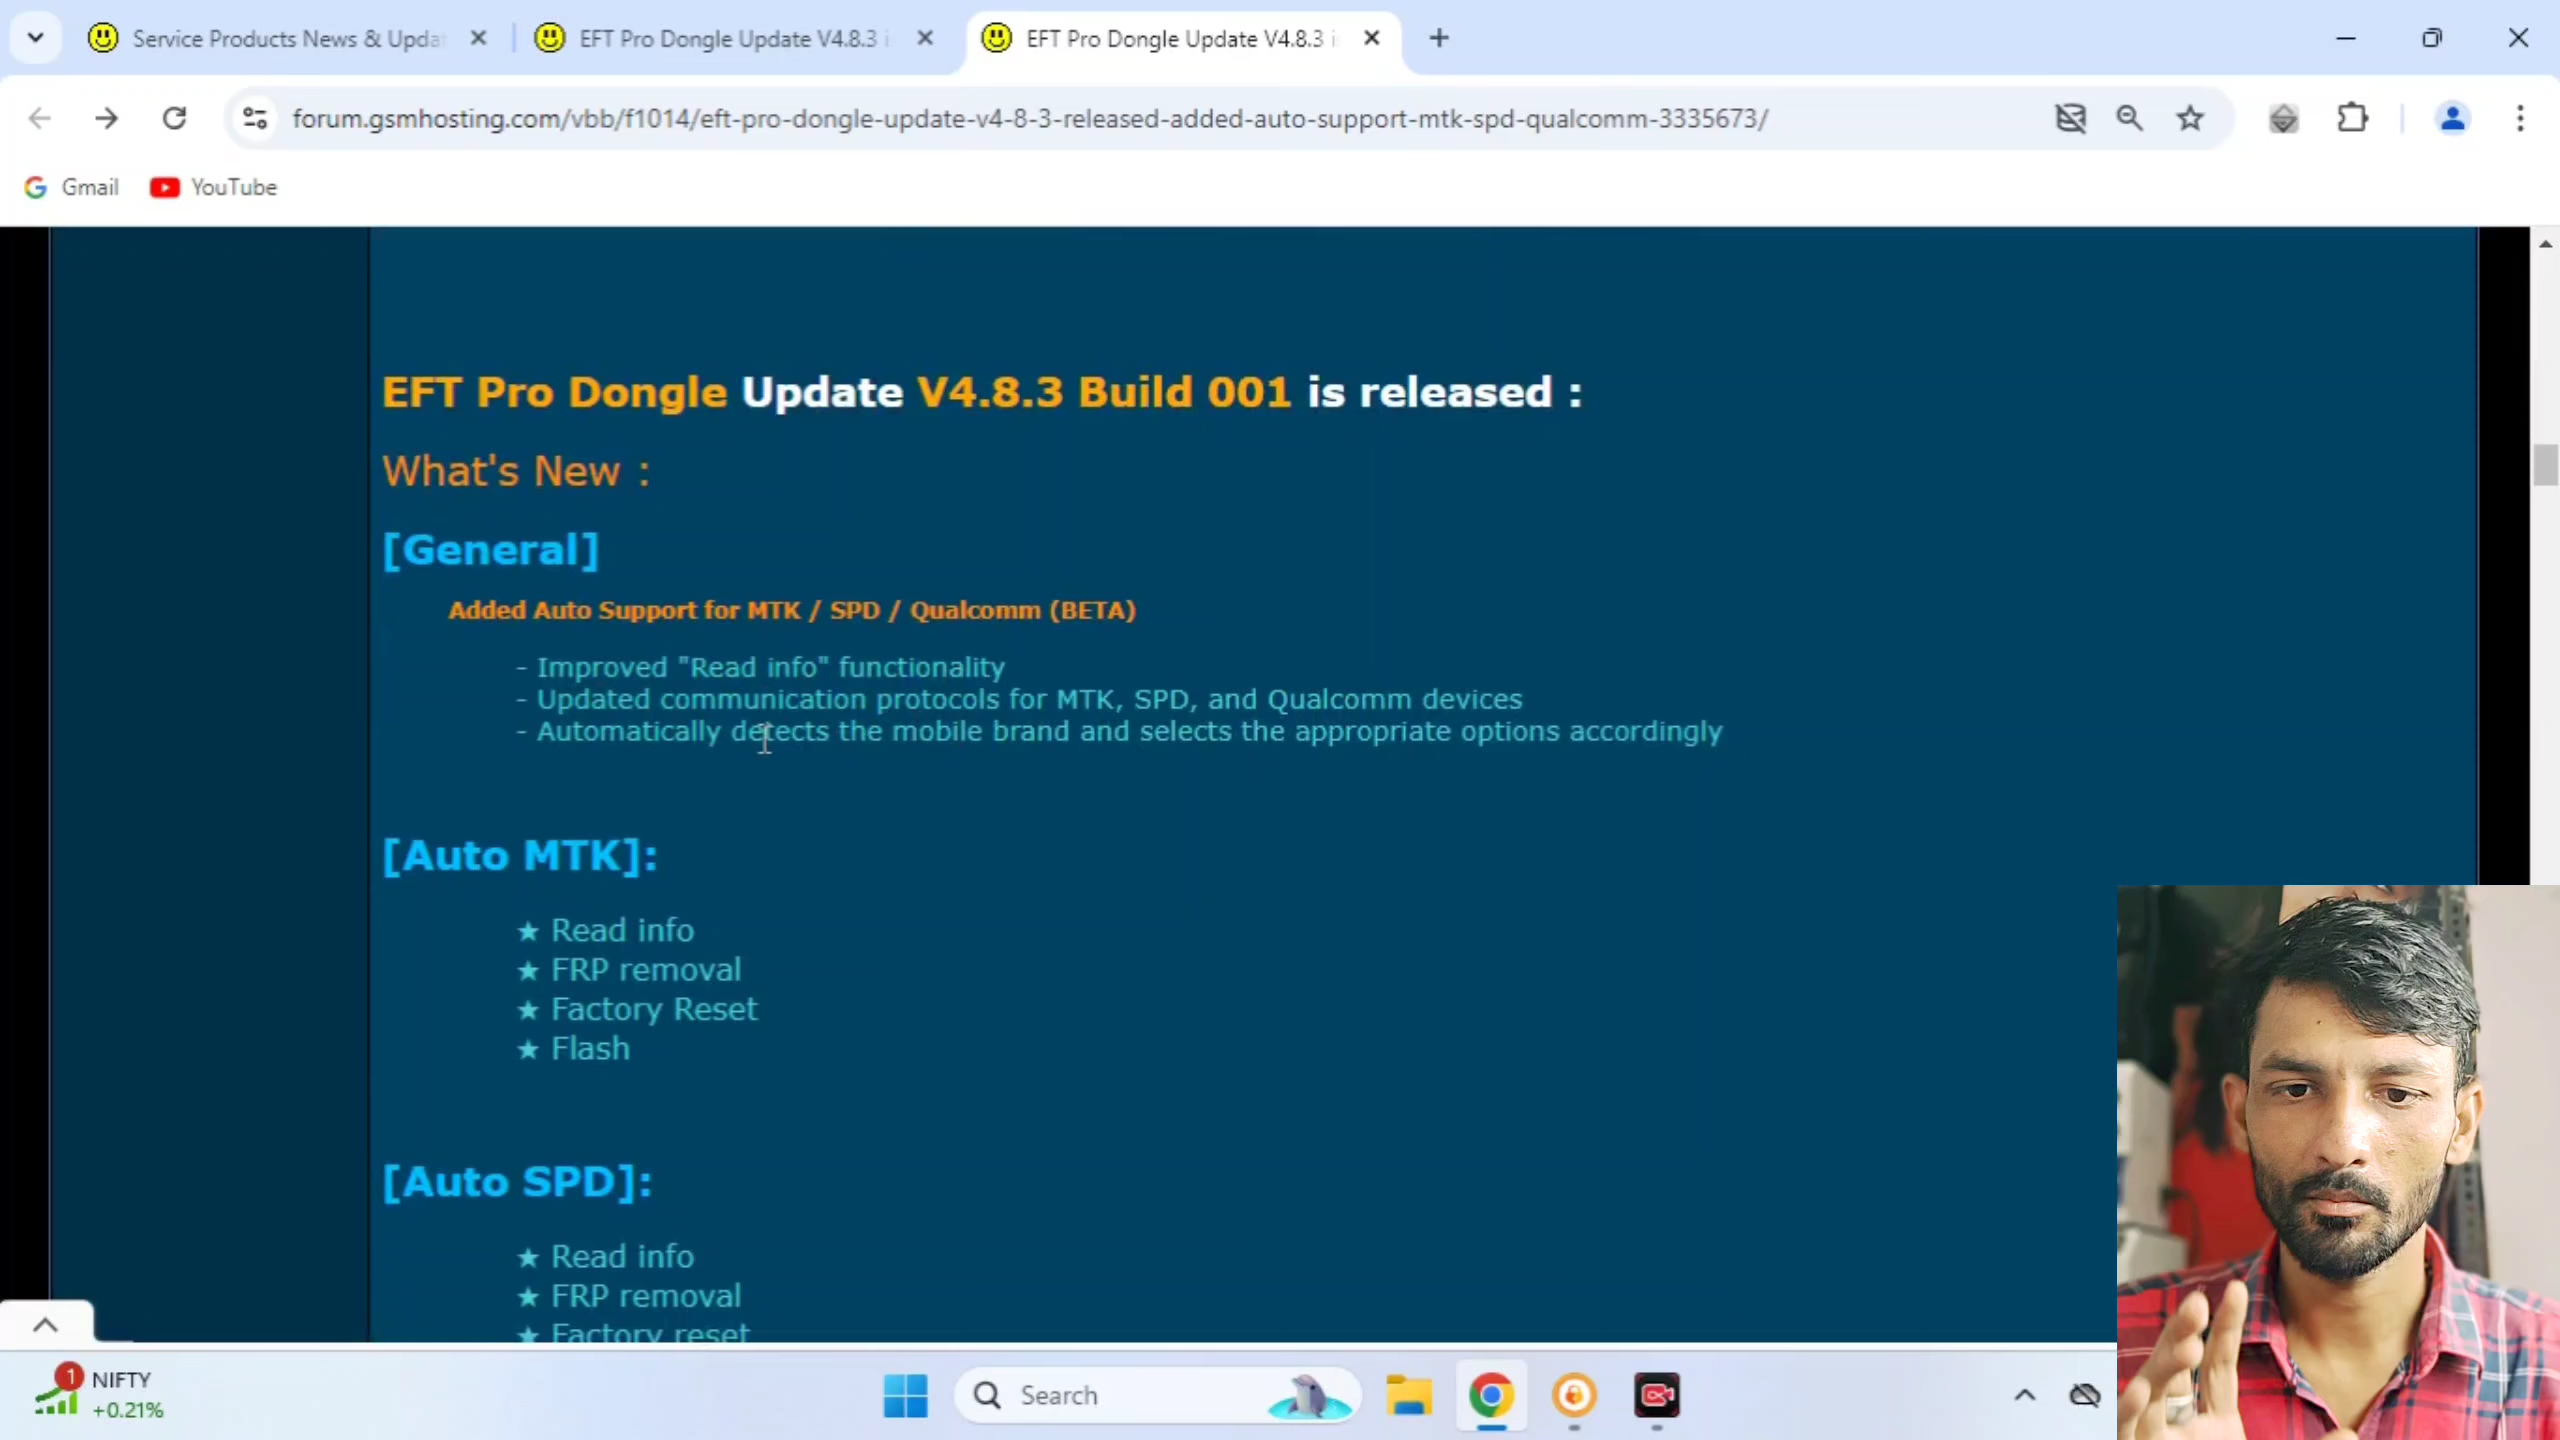 Service Products News & Updat
EFT Pro Dongle Update V4.8.3 i
EFT Pro Dongle Update V4.8.3 i
forum.gsmhosting.com/vbb/f1014/eft-pro-dongle-update-v4-8-3-released-added-auto-support-mtk-spd-qualcomm-3335673/
Gmail
YouTube
EFT Pro Dongle Update V4.8.3 Build 001 is released :
What's New :
[General]
Added Auto Support for MTK / SPD / Qualcomm (BETA)
- Improved "Read info" functionality
- Updated communication protocols for MTK, SPD, and Qualcomm devices
- Automatically detects the mobile brand and selects the appropriate options accordingly
[Auto MTK]:
★ Read info
★ FRP removal
★ Factory Reset
★ Flash
[Auto SPD]:
★ Read info
★ FRP removal
★ Factory reset
1
NIFTY
+0.21%
Search